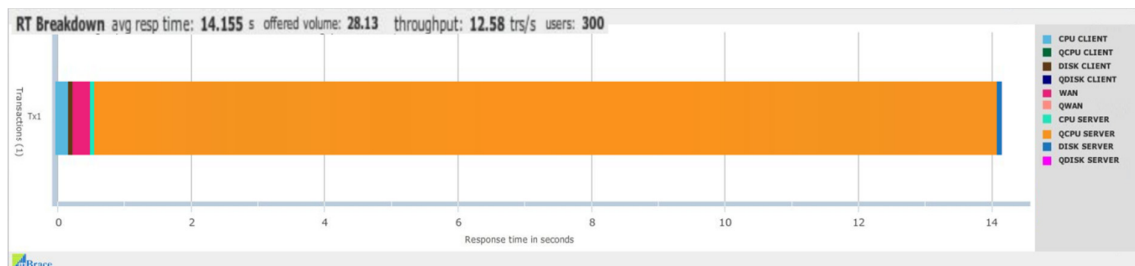 RT Breakdown avg resp time: 14.155 s offered volume: 28.13 throughput: 12.58 trs/s users: 300
CPU CLIENT
QCPU CLIENT
DISK CLIENT
QDISK CLIENT
WAN
QWAN
CPU SERVER
QCPU SERVER
DISK SERVER
QDISK SERVER
Transactions (1)
Tx1
0 2 4 6 8 10 12 14
Response time in seconds
Brace